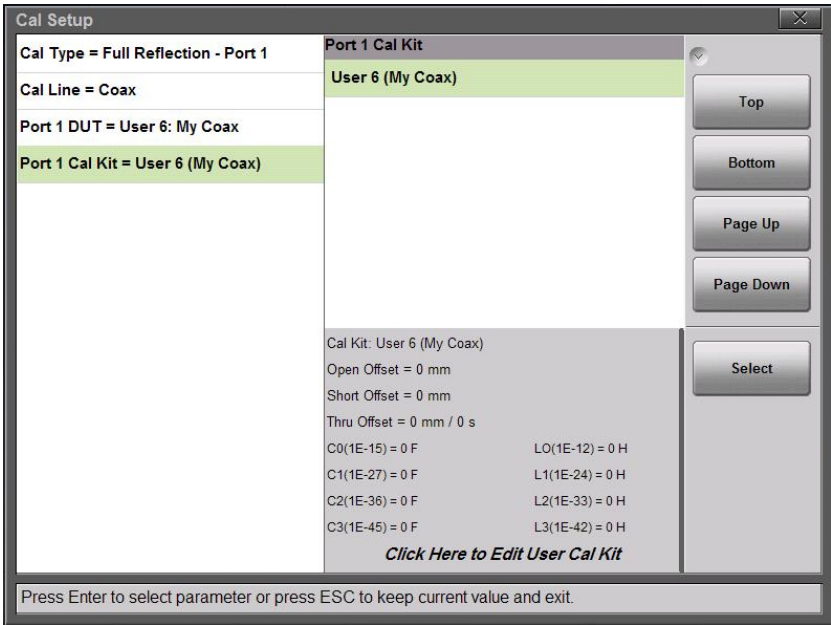 Cal Setup
Cal Type = Full Reflection - Port 1
Cal Line = Coax
Port 1 DUT = User 6: My Coax
Port 1 Cal Kit = User 6 (My Coax)
Port 1 Cal Kit
User 6 (My Coax)
Cal Kit: User 6 (My Coax)
Open Offset = 0 mm
Short Offset = 0 mm
Thru Offset = 0 mm / 0 s
C0(1E-15) = 0 F LO(1E-12) = 0 H
C1(1E-27) = 0 F L1(1E-24) = 0 H
C2(1E-36) = 0 F L2(1E-33) = 0 H
C3(1E-45) = 0 F L3(1E-42) = 0 H
Click Here to Edit User Cal Kit
Top
Bottom
Page Up
Page Down
Select
Press Enter to select parameter or press ESC to keep current value and exit.